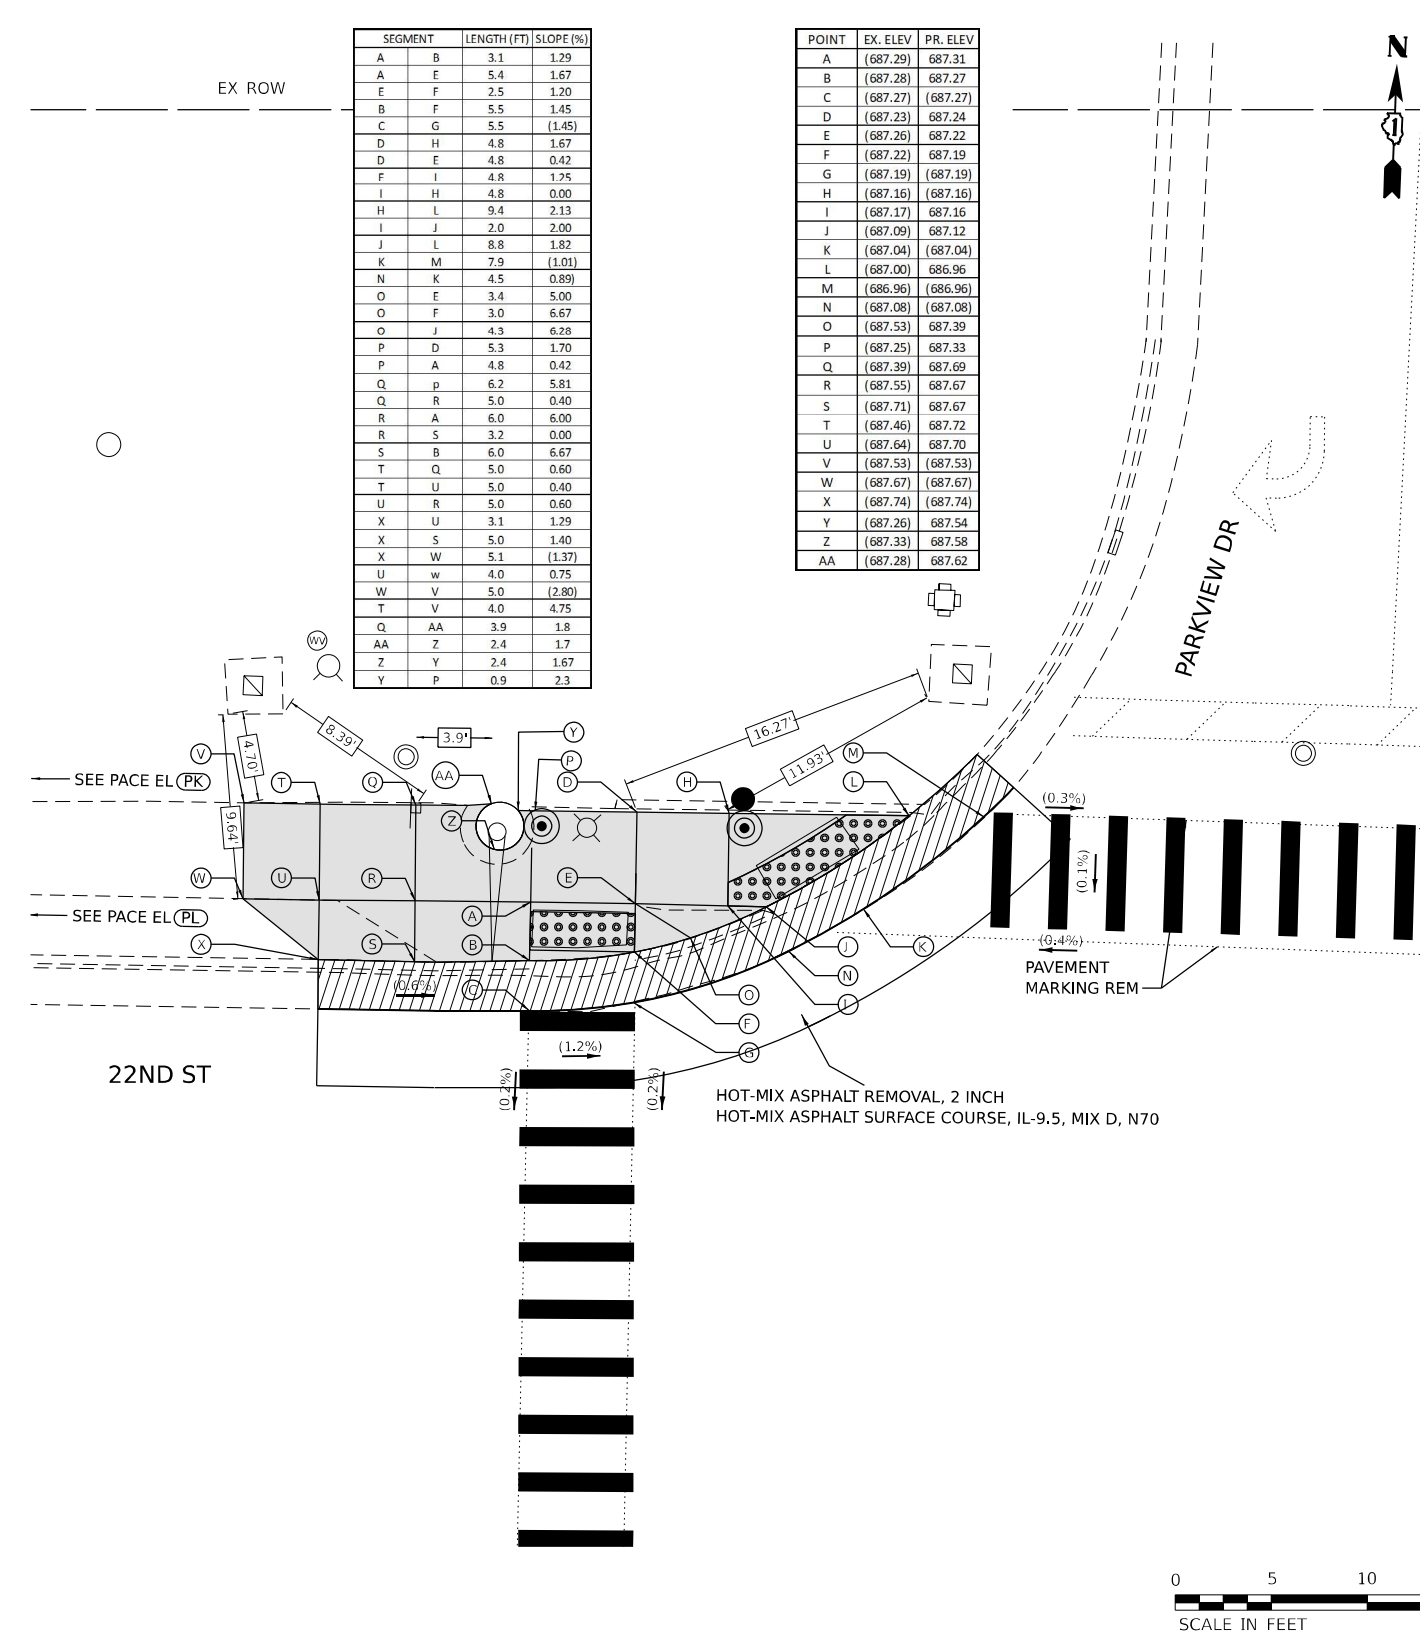 SEGMENT LENGTH (FT) SLOPE (%)
A B 3.1 1.29
A E 5.4 1.67
E F 2.5 1.20
B F 5.5 1.45
C G 5.5 (1.45)
D H 4.8 1.67
D E 4.8 0.42
E I 4.8 1.25
I H 4.8 0.00
H L 9.4 2.13
I J 2.0 2.00
J L 8.8 1.82
K M 7.9 (1.01)
N K 4.5 0.89)
O E 3.4 5.00
O F 3.0 6.67
O J 4.3 6.28
P D 5.3 1.70
P A 4.8 0.42
Q p 6.2 5.81
Q R 5.0 0.40
R A 6.0 6.00
R S 3.2 0.00
S B 6.0 6.67
T Q 5.0 0.60
T U 5.0 0.40
U R 5.0 0.60
X U 3.1 1.29
X S 5.0 1.40
X W 5.1 (1.37)
U w 4.0 0.75
W V 5.0 (2.80)
T V 4.0 4.75
Q AA 3.9 1.8
AA Z 2.4 1.7
Z Y 2.4 1.67
Y P 0.9 2.3
POINT EX. ELEV PR. ELEV
A (687.29) 687.31
B (687.28) 687.27
C (687.27) (687.27)
D (687.23) 687.24
E (687.26) 687.22
F (687.22) 687.19
G (687.19) (687.19)
H (687.16) (687.16)
I (687.17) 687.16
J (687.09) 687.12
K (687.04) (687.04)
L (687.00) 686.96
M (686.96) (686.96)
N (687.08) (687.08)
O (687.53) 687.39
P (687.25) 687.33
Q (687.39) 687.69
R (687.55) 687.67
S (687.71) 687.67
T (687.46) 687.72
U (687.64) 687.70
V (687.53) (687.53)
W (687.67) (687.67)
X (687.74) (687.74)
Y (687.26) 687.54
Z (687.33) 687.58
AA (687.28) 687.62
N
1
EX ROW
PARKVIEW DR
WV
8.39'
3.9'
16.27'
11.93'
4.70'
9.64'
Y
V
P
M
SEE PACE EL PK
T
Q
AA
D
H
L
(0.3%)
Z
W
U
R
E
(0.1%)
SEE PACE EL PL
A
X
S
B
J
K
(0.4%)
PAVEMENT
MARKING REM
N
(0.6%)
C
O
I
F
G
(1.2%)
22ND ST
(0.2%)
(0.2%)
HOT-MIX ASPHALT REMOVAL, 2 INCH
HOT-MIX ASPHALT SURFACE COURSE, IL-9.5, MIX D, N70
0 5 10
SCALE IN FEET